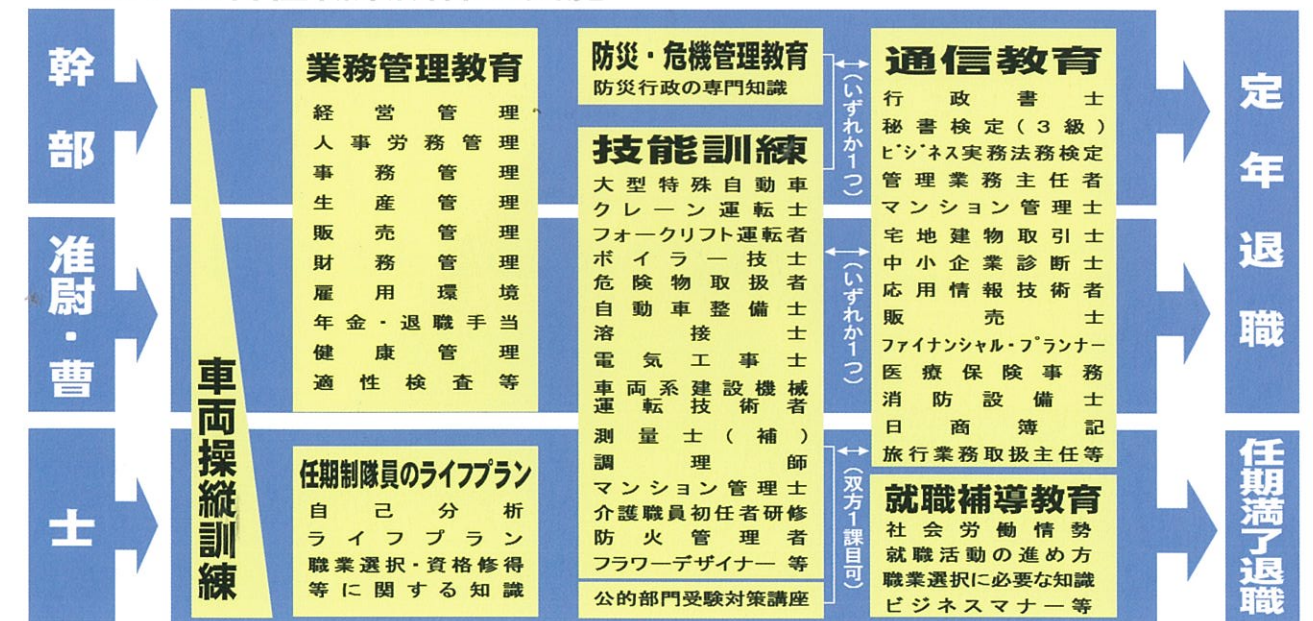 幹部
准尉・曹
士
車両操縦訓練
業務管理教育
経営管理
人事労務管理
事務管理
生産管理
販売管理
財務管理
雇用環境
年金・退職手当
健康管理
適性検査等
任期制隊員のライフプラン
自己分析
ライフプラン
職業選択・資格修得
等に関する知識
防災・危機管理教育
防災行政の専門知識
技能訓練
大型特殊自動車
クレーン運転士
フォークリフト運転者
ボイラー技士
危険物取扱者
自動車整備士
溶接士
電気工事士
車両系建設機械
運転技術者
測量士(補)
調理師
マンション管理士
介護職員初任者研修
防火管理者
フラワーデザイナー等
公的部門受験対策講座
(いずれか1つ)
(いずれか1つ)
(双方1課目可)
通信教育
行政書士
秘書検定(3級)
ビジネス実務法務検定
管理業務主任者
マンション管理士
宅地建物取引士
中小企業診断士
応用情報技術者
販売士
ファイナンシャル・プランナー
医療保険事務
消防設備士
日商簿記
旅行業務取扱主任等
就職補導教育
社会労働情勢
就職活動の進め方
職業選択に必要な知識
ビジネスマナー等
定年退職
任期満了退職